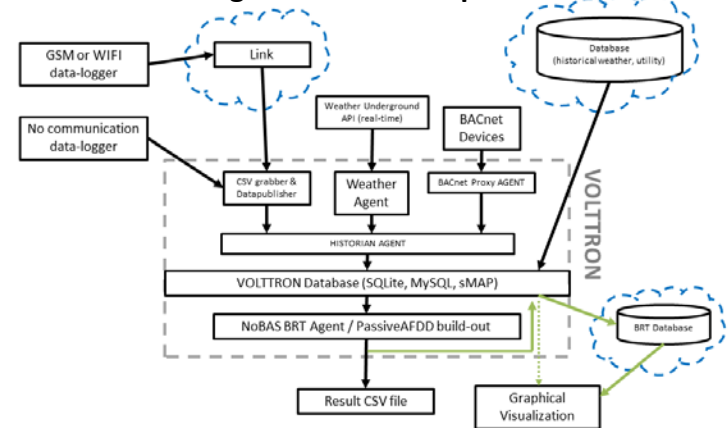 GSM or WIFI
data-logger
Link
Database
(historical weather, utility)
Weather Underground
API (real-time)
BACnet
Devices
No communication
data-logger
CSV grabber &
Datapublisher
Weather
Agent
BACnet Proxy AGENT
VOLTTRON
HISTORIAN AGENT
VOLTTRON Database (SQLite, MySQL, sMAP)
NoBAS BRT Agent / PassiveAFDD build-out
BRT Database
Result CSV file
Graphical
Visualization